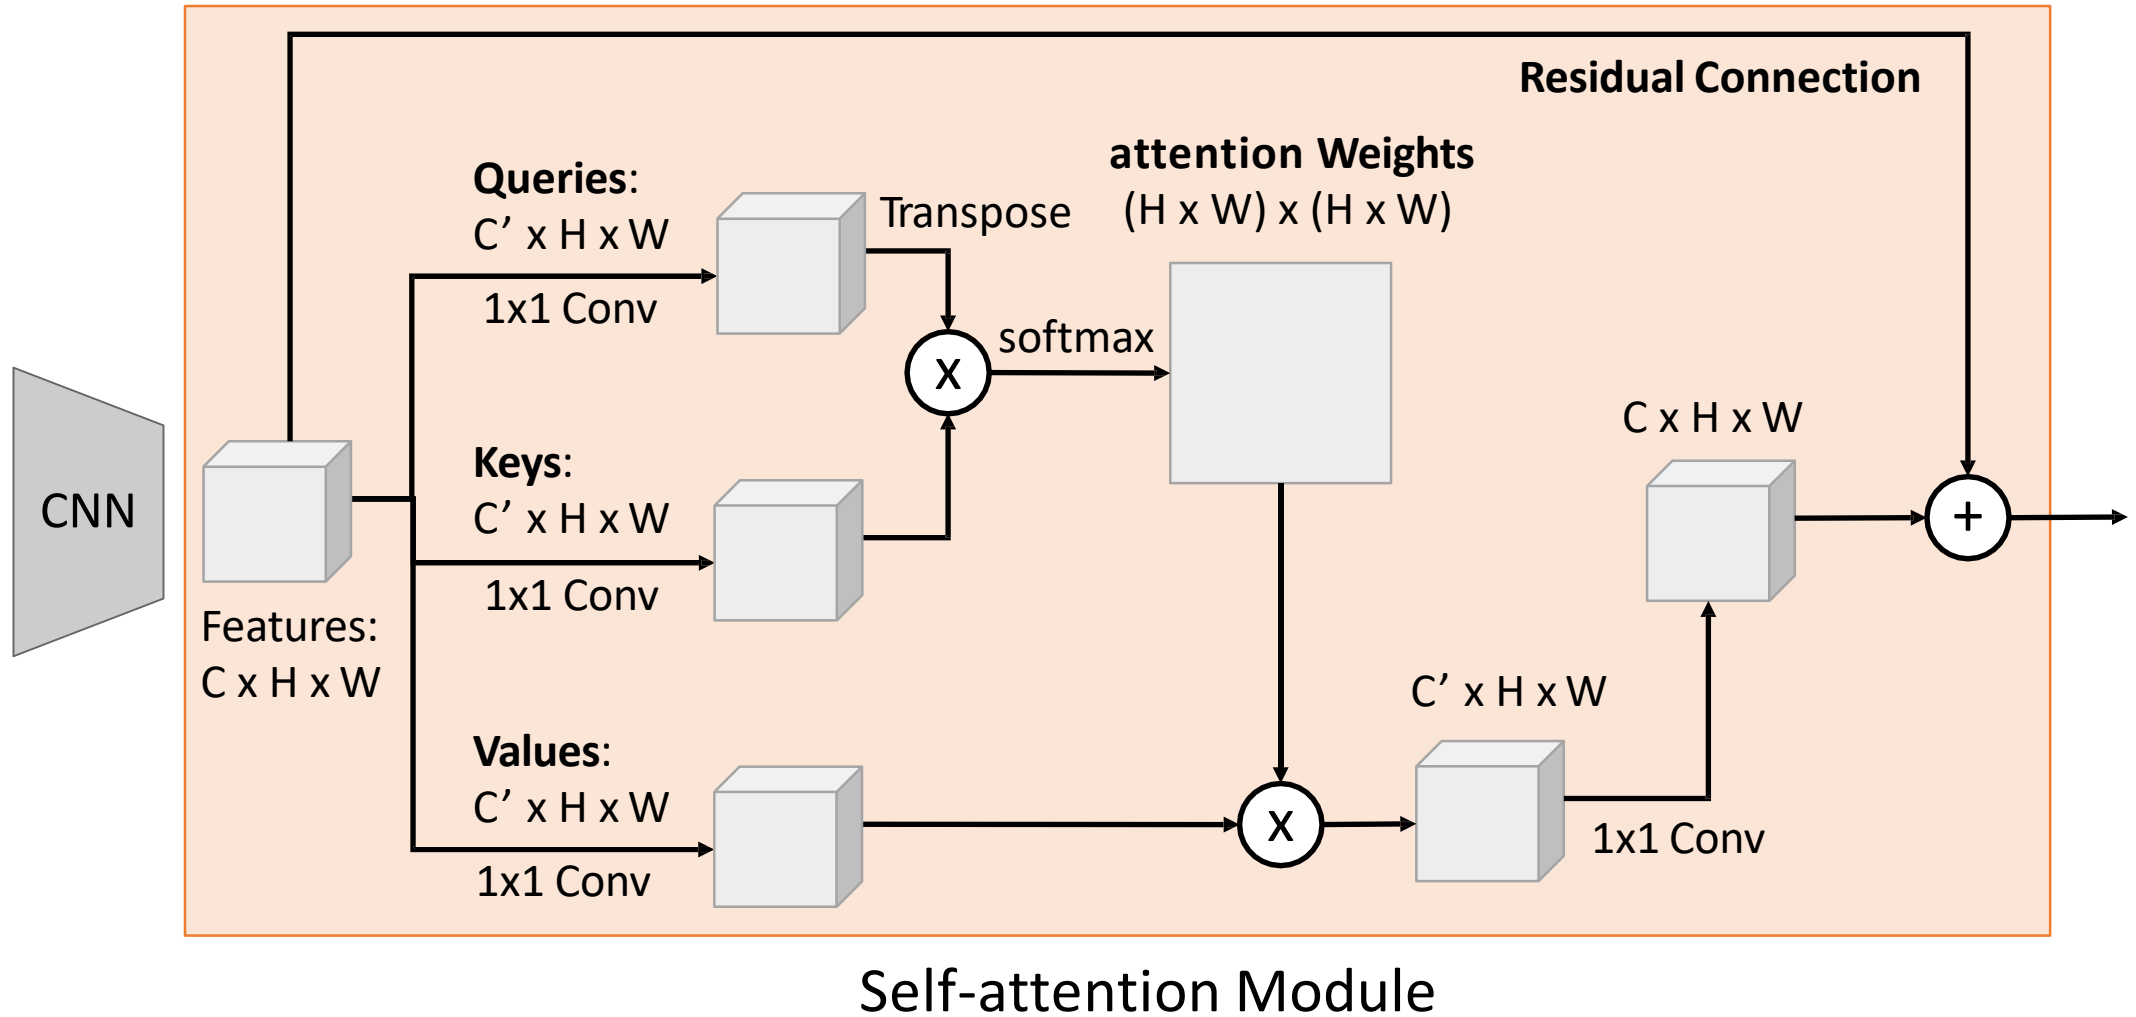 Residual Connection
attention Weights
(H x W) x (H x W)
Queries:
C’ x H x W
1x1 Conv
Transpose
X
softmax
CNN
Features:
C x H x W
Keys:
C’ x H x W
1x1 Conv
Values:
C’ x H x W
1x1 Conv
X
C’ x H x W
1x1 Conv
C x H x W
+
Self-attention Module